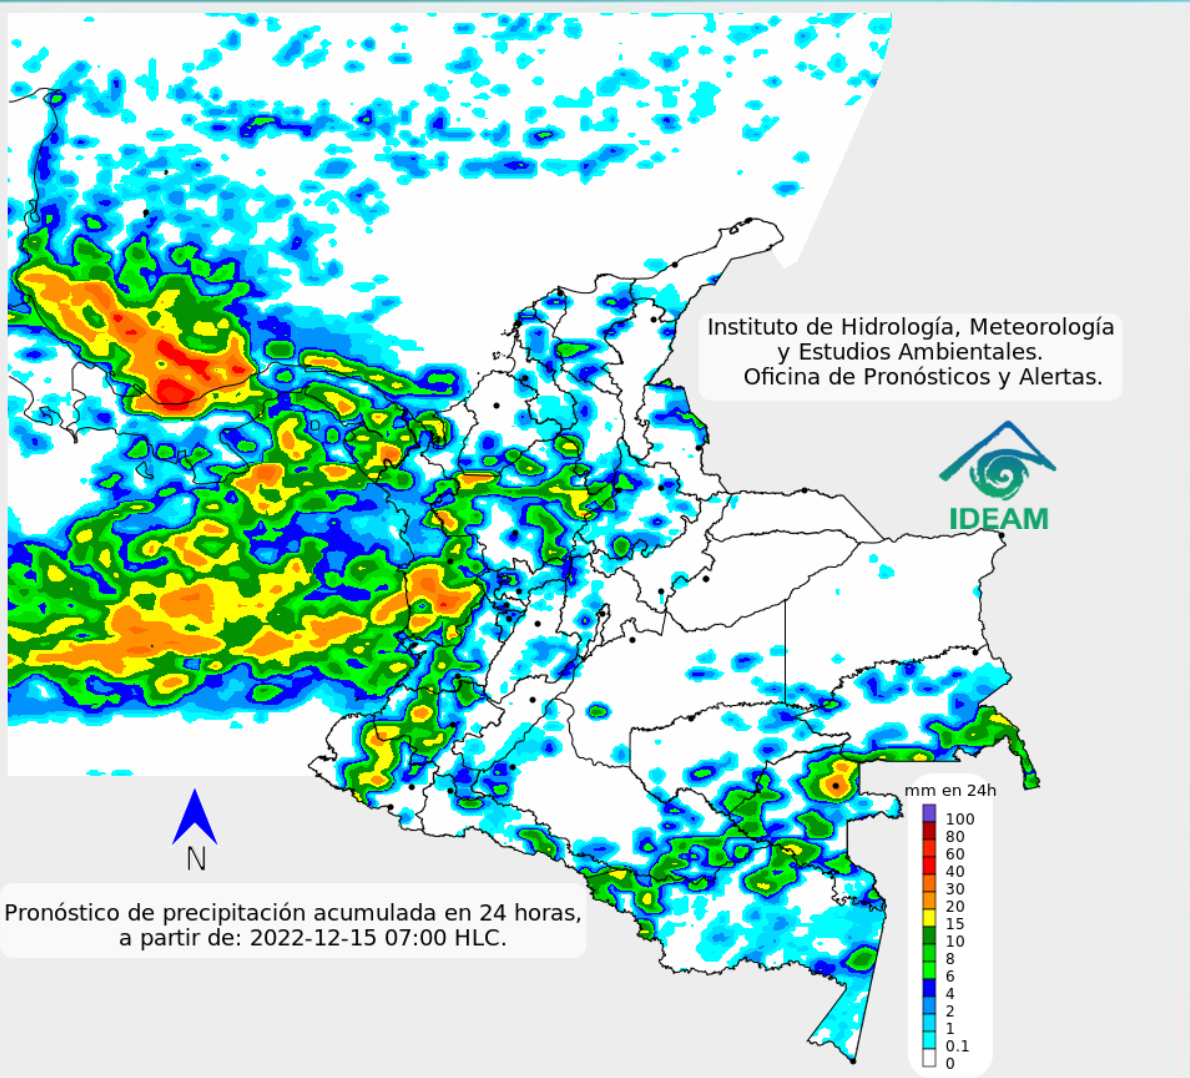 Instituto de Hidrología, Meteorología
y Estudios Ambientales.
Oficina de Pronósticos y Alertas.
IDEAM
mm en 24h
100
80
60
40
30
20
15
10
8
6
4
2
1
0.1
0
N
Pronóstico de precipitación acumulada en 24 horas,
a partir de: 2022-12-15 07:00 HLC.